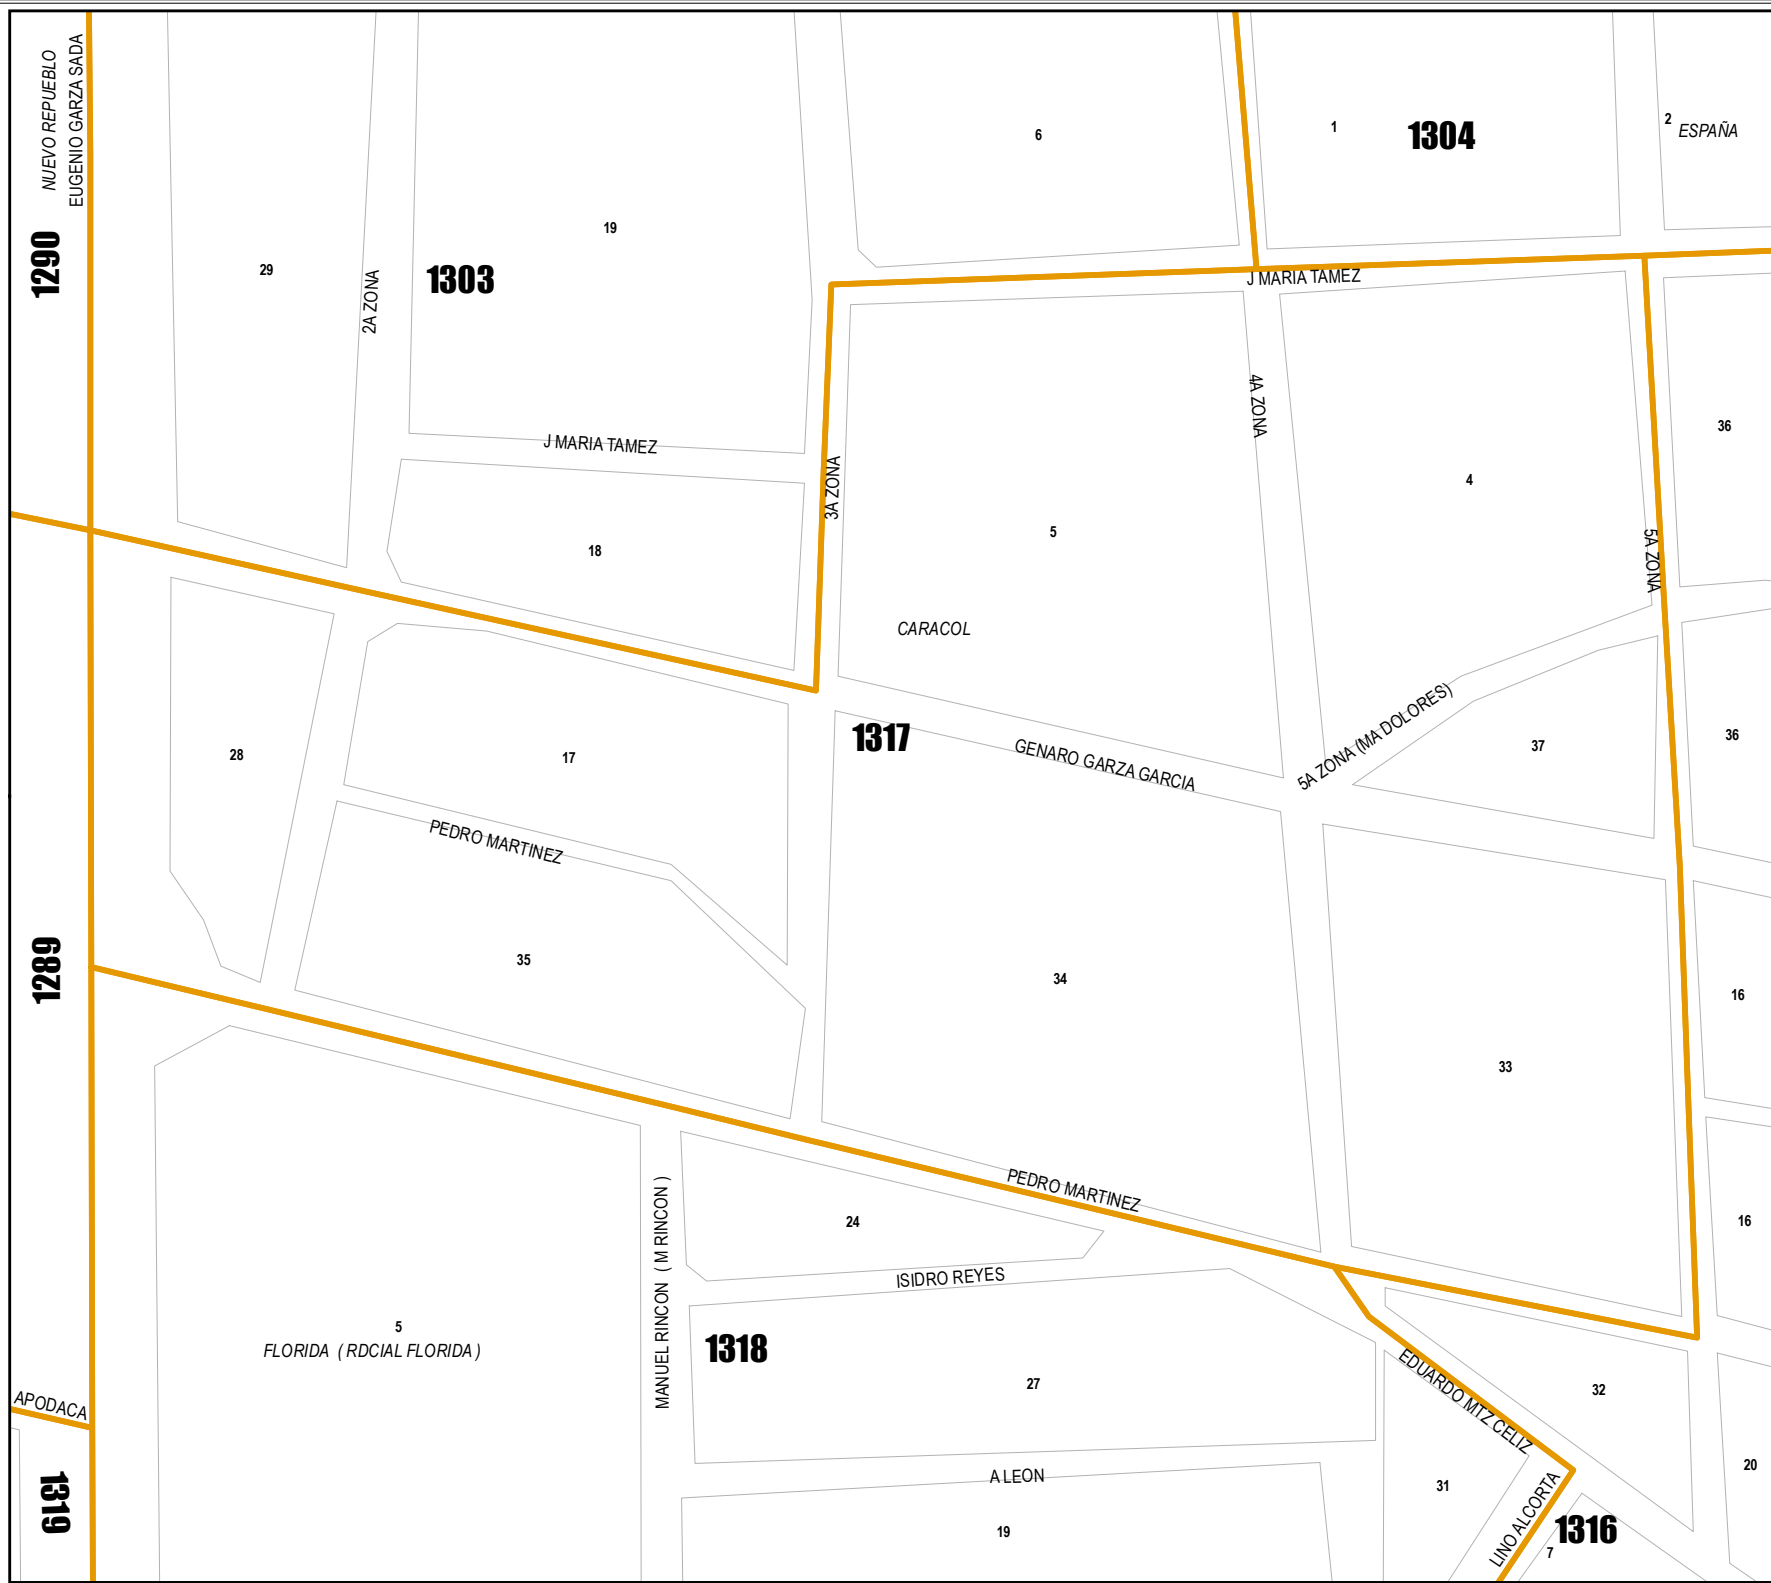 NUEVO REPUEBLO
EUGENIO GARZA SADA
6
1
1304
2
ESPAÑA
1290
29
2A ZONA
19
1303
J MARIA TAMEZ
4A ZONA
36
J MARIA TAMEZ
3A ZONA
4
5
5A ZONA
18
CARACOL
28
17
1317
GENARO GARZA GARCIA
5A ZONA (MA DOLORES)
37
36
PEDRO MARTINEZ
1289
35
34
16
33
PEDRO MARTINEZ
24
16
MANUEL RINCON ( M RINCON )
ISIDRO REYES
5
FLORIDA ( RDCIAL FLORIDA )
1318
27
EDUARDO MTZ CELIZ
32
APODACA
A LEON
31
20
1319
19
LINO ALCORTA
1316
7